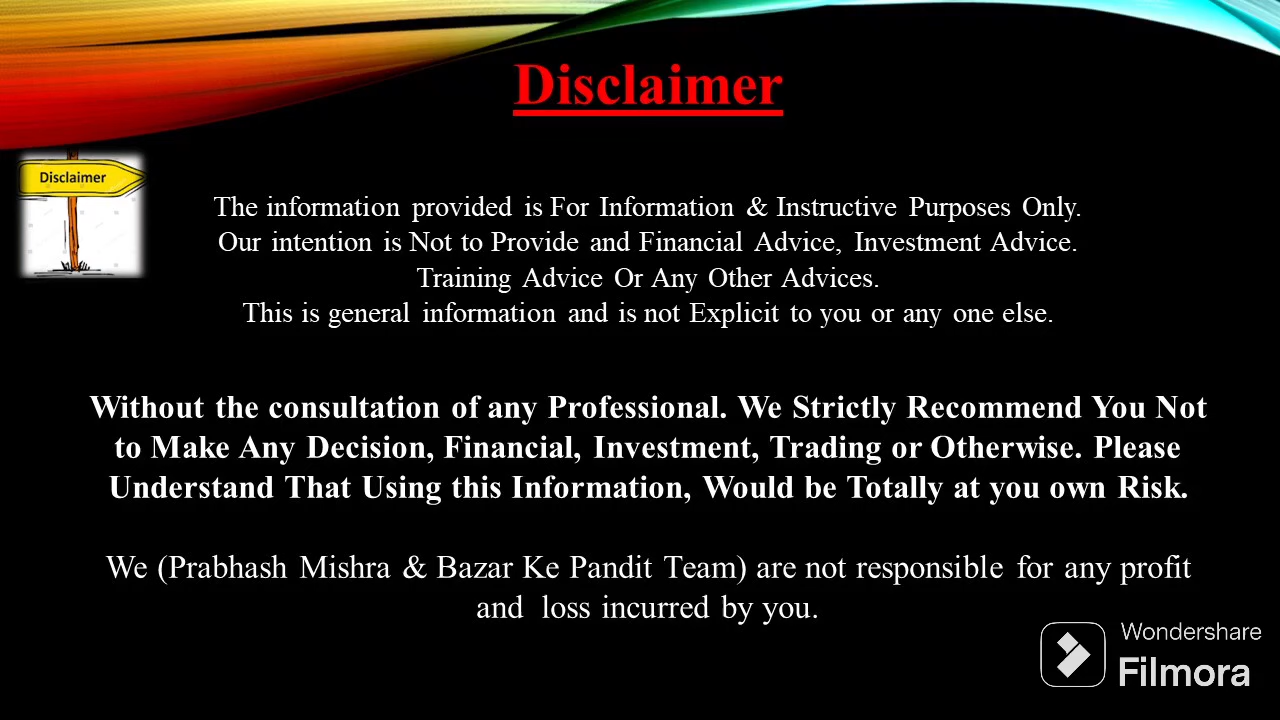 Disclaimer
Disclaimer
The information provided is For Information & Instructive Purposes Only.
Our intention is Not to Provide and Financial Advice, Investment Advice.
Training Advice Or Any Other Advices.
This is general information and is not Explicit to you or any one else.
Without the consultation of any Professional. We Strictly Recommend You Not
to Make Any Decision, Financial, Investment, Trading or Otherwise. Please
Understand That Using this Information, Would be Totally at you own Risk.
We (Prabhash Mishra & Bazar Ke Pandit Team) are not responsible for any profit
and loss incurred by you.
Wondershare
Filmora